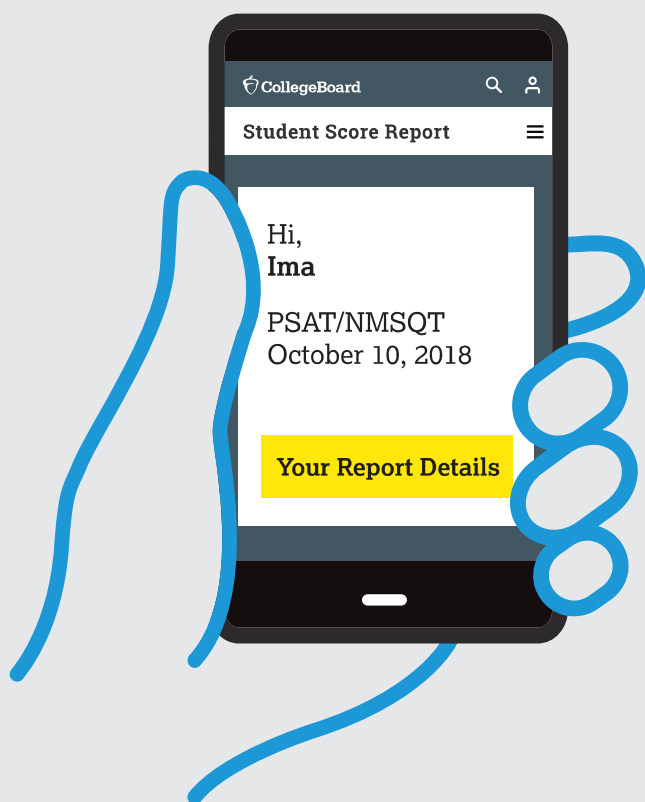 CollegeBoard
Student Score Report
Hi,
Ima
PSAT/NMSQT
October 10, 2018
Your Report Details